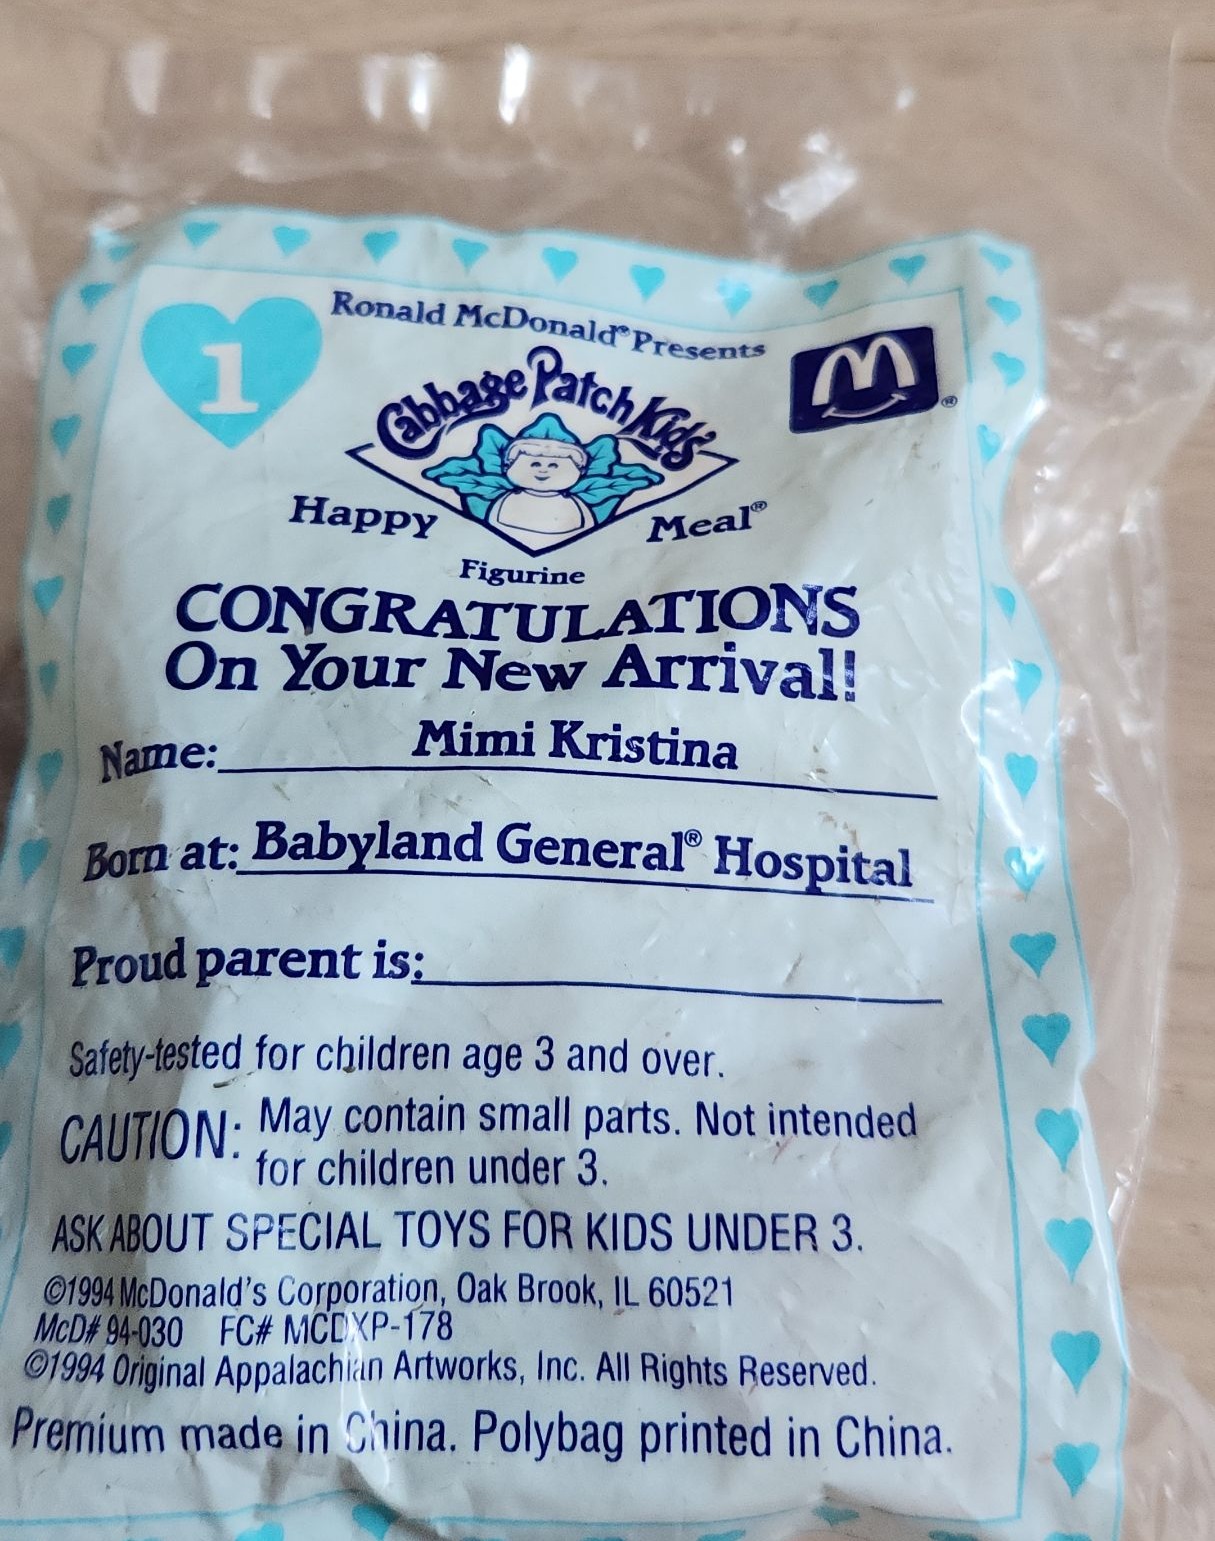 1
Ronald McDonald® Presents
Cabbage Patch Kids
Happy Meal®
Figurine
CONGRATULATIONS
On Your New Arrival!
Name: Mimi Kristina
Born at: Babyland General® Hospital
Proud parent is:
Safety-tested for children age 3 and over.
CAUTION: May contain small parts. Not intended
for children under 3.
ASK ABOUT SPECIAL TOYS FOR KIDS UNDER 3.
©1994 McDonald's Corporation, Oak Brook, IL 60521
McD# 94-030 FC# MCDXP-178
©1994 Original Appalachian Artworks, Inc. All Rights Reserved.
Premium made in China. Polybag printed in China.